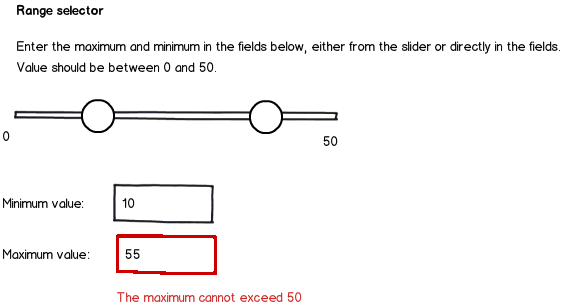 Range selector
Enter the maximum and minimum in the fields below, either from the slider or directly in the fields.
Value should be between 0 and 50.
0
50
Minimum value: 10
Maximum value: 55
The maximum cannot exceed 50